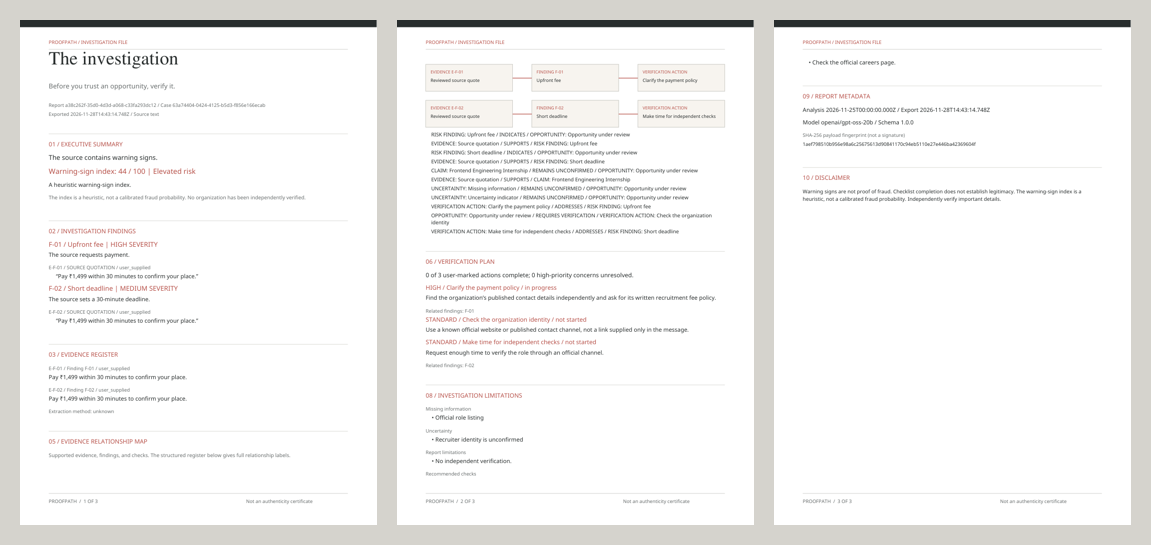 PROOFPATH / INVESTIGATION FILE
The investigation
Before you trust an opportunity, verify it.
Report a38c262f-35d0-4d3d-a068-c33fa293dc12 / Case 63a74404-0424-4125-b5d3-f856e166ecab
Exported 2026-11-28T14:43:14.748Z / Source text
01 / EXECUTIVE SUMMARY
The source contains warning signs.
Warning-sign index: 44 / 100 | Elevated risk
A heuristic warning-sign index.
The index is a heuristic, not a calibrated fraud probability. No organization has been independently verified.
02 / INVESTIGATION FINDINGS
F-01 / Upfront fee | HIGH SEVERITY
The source requests payment.
E-F-01 / SOURCE QUOTATION / user_supplied
“Pay ₹1,499 within 30 minutes to confirm your place.”
F-02 / Short deadline | MEDIUM SEVERITY
The source sets a 30-minute deadline.
E-F-02 / SOURCE QUOTATION / user_supplied
“Pay ₹1,499 within 30 minutes to confirm your place.”
03 / EVIDENCE REGISTER
E-F-01 / Finding F-01 / user_supplied
Pay ₹1,499 within 30 minutes to confirm your place.
E-F-02 / Finding F-02 / user_supplied
Pay ₹1,499 within 30 minutes to confirm your place.
Extraction method: unknown
05 / EVIDENCE RELATIONSHIP MAP
Supported evidence, findings, and checks. The structured register below gives full relationship labels.
PROOFPATH / 1 OF 3
Not an authenticity certificate
PROOFPATH / INVESTIGATION FILE
EVIDENCE E-F-01
Reviewed source quote
FINDING F-01
Upfront fee
VERIFICATION ACTION
Clarify the payment policy
EVIDENCE E-F-02
Reviewed source quote
FINDING F-02
Short deadline
VERIFICATION ACTION
Make time for independent checks
RISK FINDING: Upfront fee / INDICATES / OPPORTUNITY: Opportunity under review
EVIDENCE: Source quotation / SUPPORTS / RISK FINDING: Upfront fee
RISK FINDING: Short deadline / INDICATES / OPPORTUNITY: Opportunity under review
EVIDENCE: Source quotation / SUPPORTS / RISK FINDING: Short deadline
CLAIM: Frontend Engineering Internship / REMAINS UNCONFIRMED / OPPORTUNITY: Opportunity under review
EVIDENCE: Source quotation / SUPPORTS / CLAIM: Frontend Engineering Internship
UNCERTAINTY: Missing information / REMAINS UNCONFIRMED / OPPORTUNITY: Opportunity under review
UNCERTAINTY: Uncertainty indicator / REMAINS UNCONFIRMED / OPPORTUNITY: Opportunity under review
VERIFICATION ACTION: Clarify the payment policy / ADDRESSES / RISK FINDING: Upfront fee
OPPORTUNITY: Opportunity under review / REQUIRES VERIFICATION / VERIFICATION ACTION: Check the organization
identity
VERIFICATION ACTION: Make time for independent checks / ADDRESSES / RISK FINDING: Short deadline
06 / VERIFICATION PLAN
0 of 3 user-marked actions complete; 0 high-priority concerns unresolved.
HIGH / Clarify the payment policy / in progress
Find the organization's published contact details independently and ask for its written recruitment fee policy.
Related findings: F-01
STANDARD / Check the organization identity / not started
Use a known official website or published contact channel, not a link supplied only in the message.
STANDARD / Make time for independent checks / not started
Request enough time to verify the role through an official channel.
Related findings: F-02
08 / INVESTIGATION LIMITATIONS
Missing information
• Official role listing
Uncertainty
• Recruiter identity is unconfirmed
Report limitations
• No independent verification.
Recommended checks
PROOFPATH / 2 OF 3
Not an authenticity certificate
PROOFPATH / INVESTIGATION FILE
• Check the official careers page.
09 / REPORT METADATA
Analysis 2026-11-25T00:00:00.000Z / Export 2026-11-28T14:43:14.748Z
Model openai/gpt-oss-20b / Schema 1.0.0
SHA-256 payload fingerprint (not a signature)
1aef798510b956e98a6c25675613d90841170c94eb5110e27e446ba42369604f
10 / DISCLAIMER
Warning signs are not proof of fraud. Checklist completion does not establish legitimacy. The warning-sign index is a
heuristic, not a calibrated fraud probability. Independently verify important details.
PROOFPATH / 3 OF 3
Not an authenticity certificate